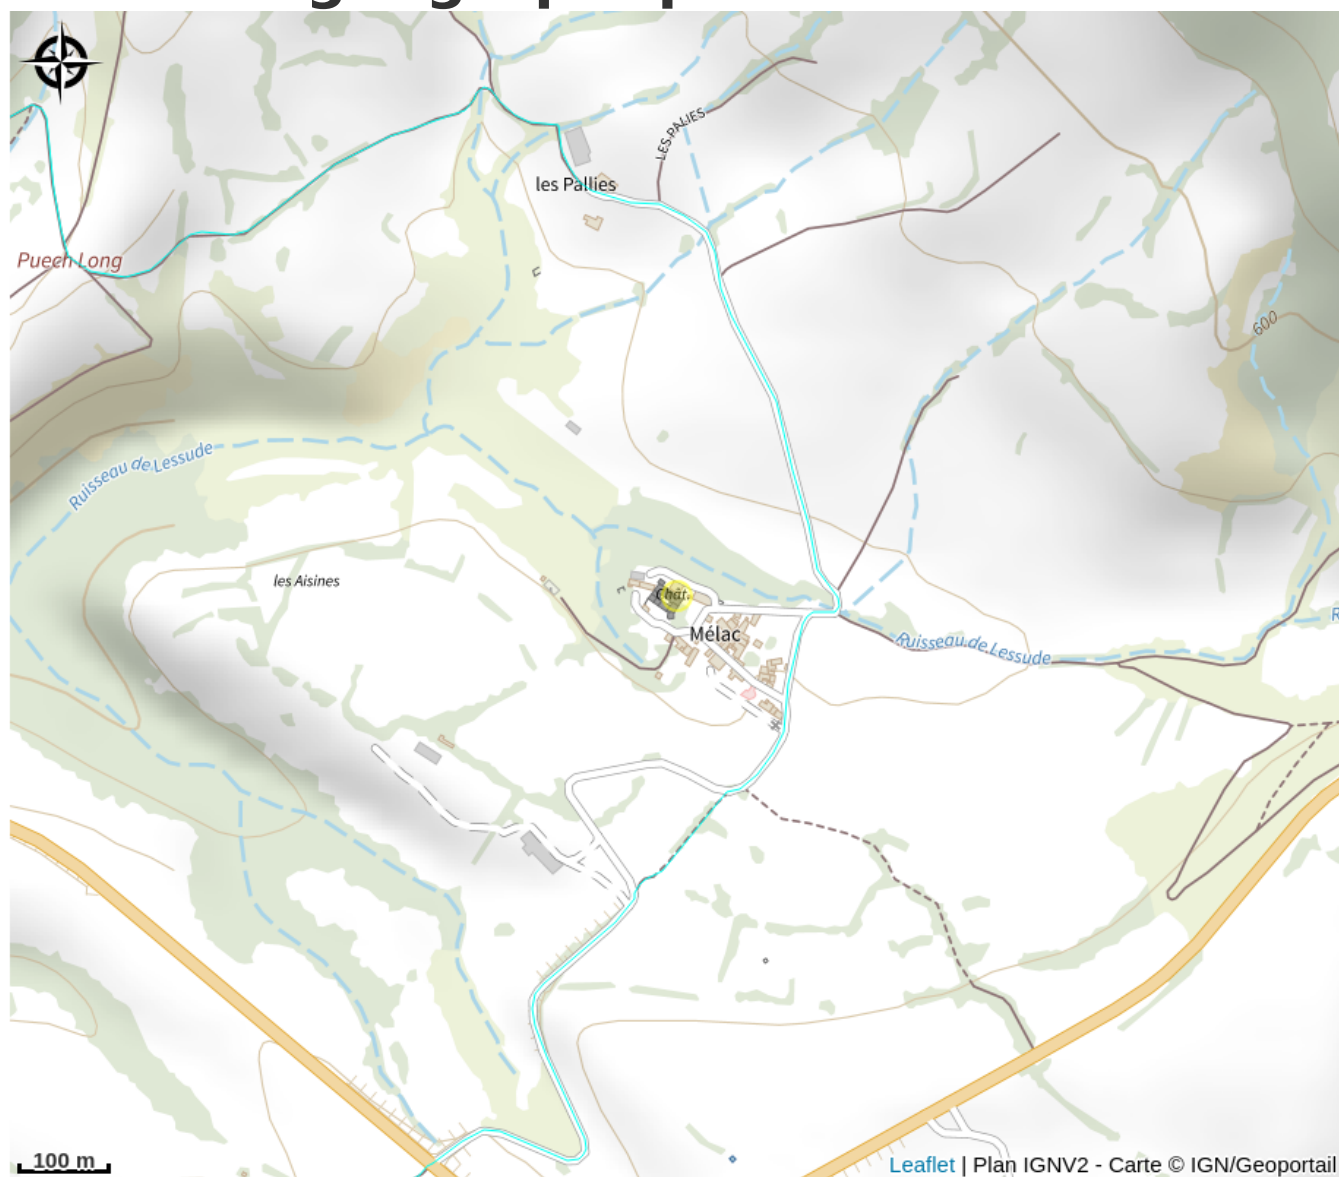 LES PALIES
les Pallies
Puech Long
600
Ruisseau de Lessude
les Aisines
Chât.
Mélac
Ruisseau de Lessude
R
100 m
Leaflet | Plan IGNV2 - Carte © IGN/Geoportail